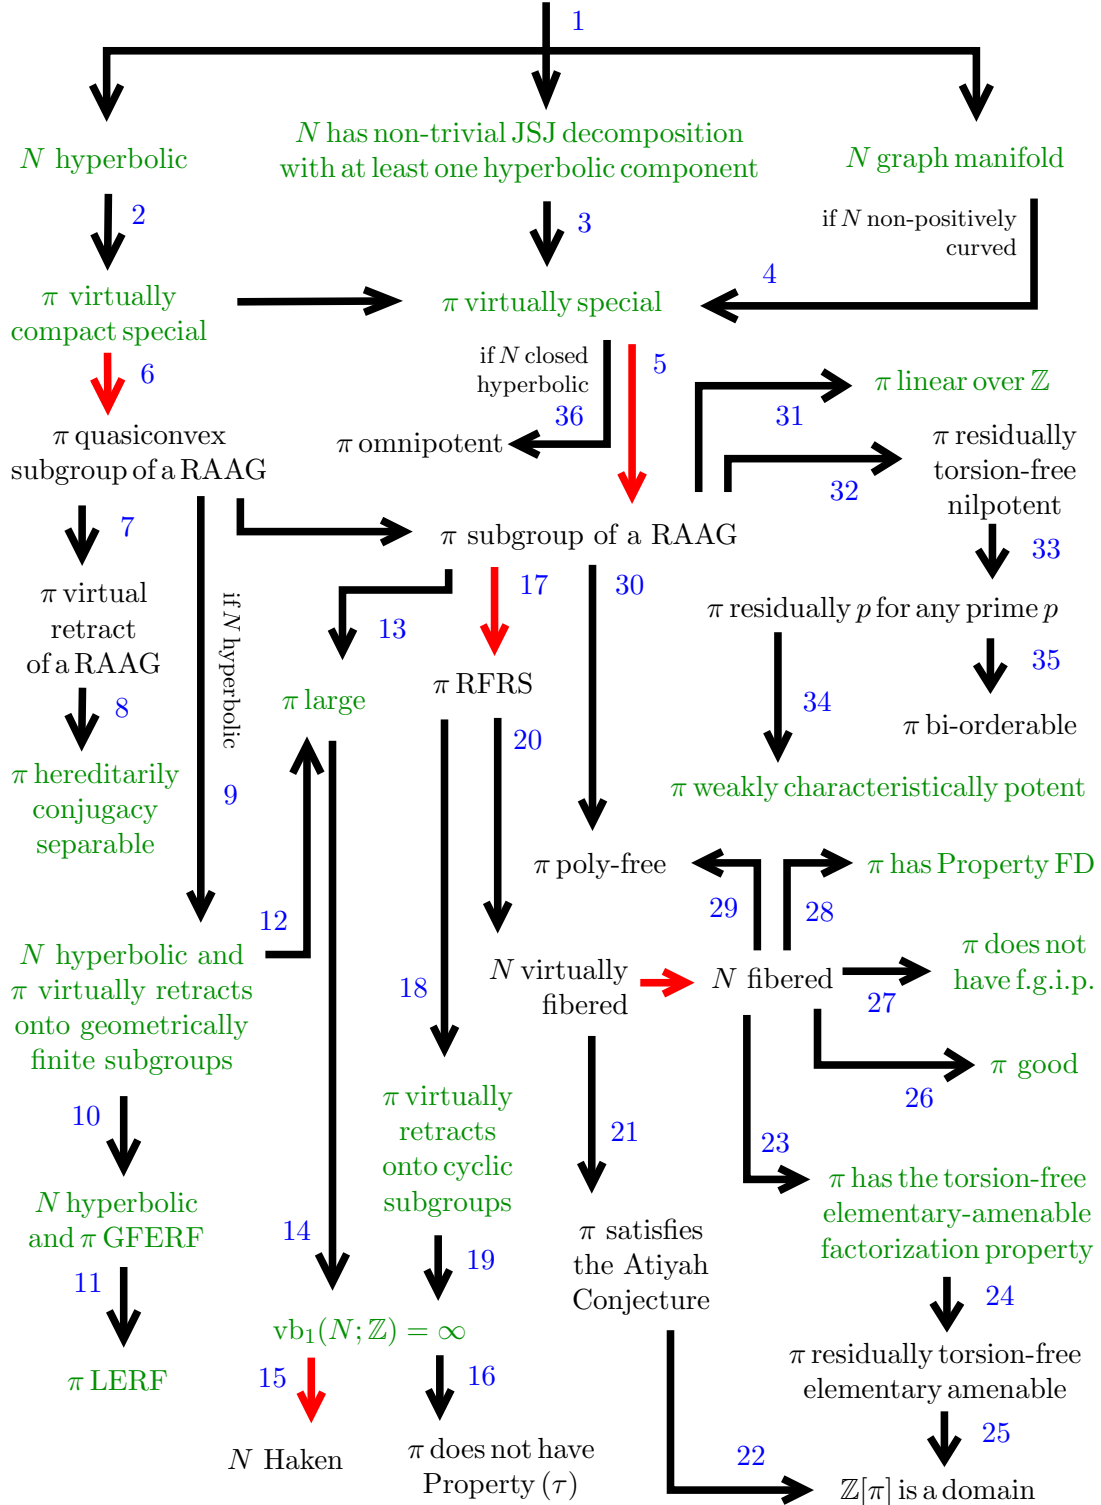 1
N hyperbolic
N has non-trivial JSJ decomposition
with at least one hyperbolic component
N graph manifold
2
3
if N non-positively
curved
4
π virtually
compact special
π virtually special
6
if N closed
hyperbolic
5
36
π linear over ℤ
31
π quasiconvex
subgroup of a RAAG
π omnipotent
π residually
torsion-free
nilpotent
32
7
π subgroup of a RAAG
33
π virtual
retract
of a RAAG
if N hyperbolic
13
17
30
π residually p for any prime p
8
π large
π RFRS
34
35
20
π bi-orderable
π hereditarily
conjugacy
separable
9
π weakly characteristically potent
π poly-free
π has Property FD
12
29
28
N hyperbolic and
π virtually retracts
onto geometrically
finite subgroups
18
N virtually
fibered
N fibered
π does not
have f.g.i.p.
27
π good
26
10
π virtually
retracts
onto cyclic
subgroups
21
23
N hyperbolic
and π GFERF
14
19
π satisfies
the Atiyah
Conjecture
π has the torsion-free
elementary-amenable
factorization property
11
24
vb₁(N; ℤ) = ∞
π LERF
15
16
π residually torsion-free
elementary amenable
N Haken
π does not have
Property (τ)
22
25
ℤ[π] is a domain